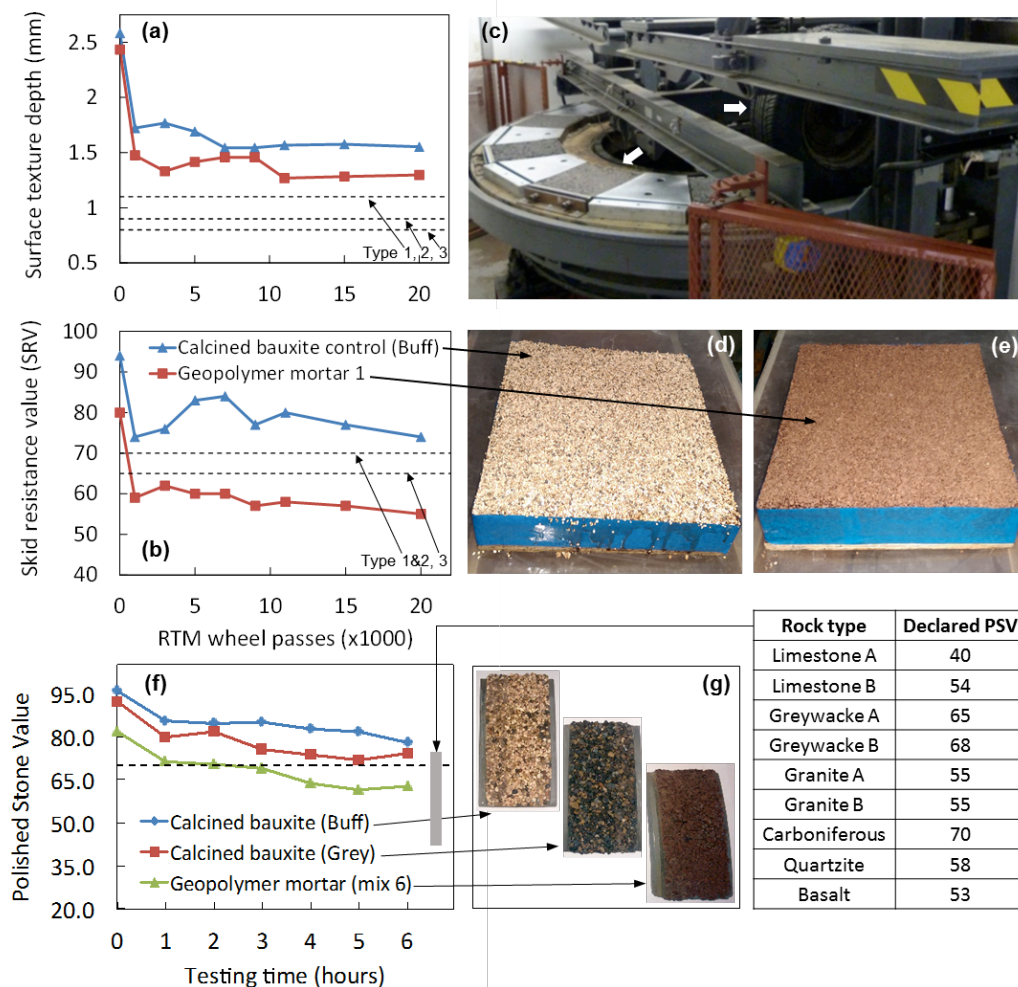 (a)
Surface texture depth (mm)
2.5
2
1.5
1
0.5
Type 1, 2, 3
0 5 10 15 20
(c)
(b)
Skid resistance value (SRV)
100
90
80
70
60
50
40
Calcined bauxite control (Buff)
Geopolymer mortar 1
Type 1&2, 3
0 5 10 15 20
RTM wheel passes (x1000)
(d)
(e)
(f)
Polished Stone Value
95.0
80.0
65.0
50.0
35.0
20.0
Calcined bauxite (Buff)
Calcined bauxite (Grey)
Geopolymer mortar (mix 6)
0 1 2 3 4 5 6
Testing time (hours)
(g)
Rock type Declared PSV
Limestone A 40
Limestone B 54
Greywacke A 65
Greywacke B 68
Granite A 55
Granite B 55
Carboniferous 70
Quartzite 58
Basalt 53